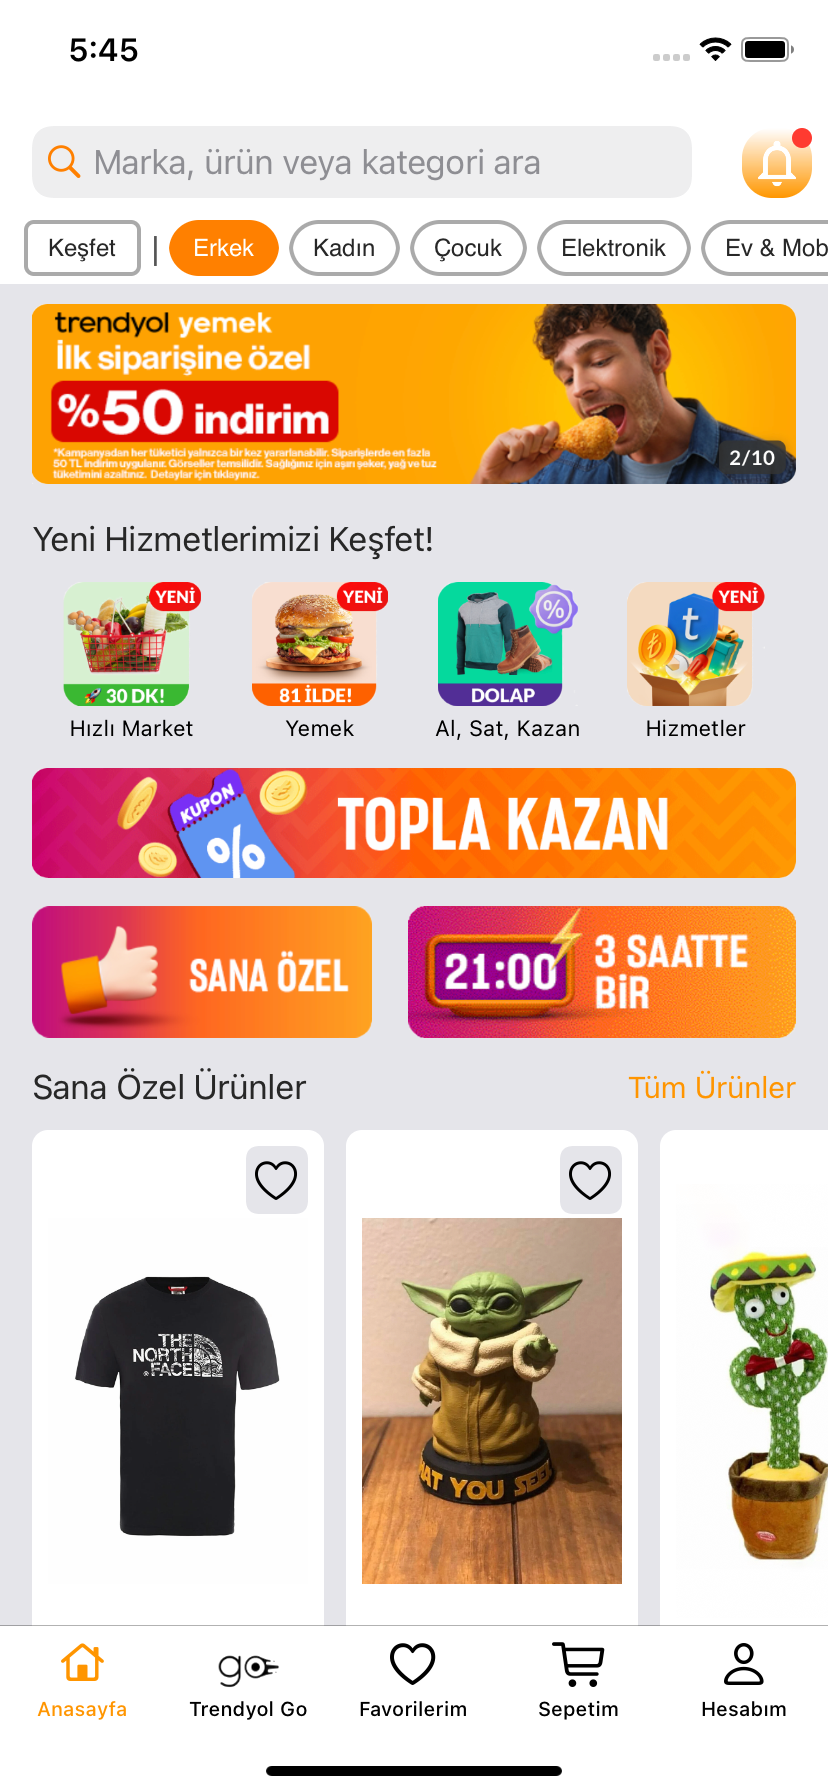 5:45
Marka, ürün veya kategori ara
Keşfet | Erkek Kadın Çocuk Elektronik Ev & Mob
trendyol yemek
İlk siparişine özel
%50 indirim
*Kampanyadan her tüketici yalnızca bir kez yararlanabilir. Siparişlerde en fazla
50 TL indirim uygulanır. Görseller temsilidir. Sağlığınız için aşırı şeker, yağ ve tuz
tüketimini azaltınız. Detaylar için tıklayınız.
2/10
Yeni Hizmetlerimizi Keşfet!
YENİ YENİ % YENİ
t
₺
30 DK! 81 İLDE! DOLAP
Hızlı Market Yemek Al, Sat, Kazan Hizmetler
KUPON
%
TOPLA KAZAN
SANA ÖZEL
21:00
3 SAATTE
BİR
Sana Özel Ürünler Tüm Ürünler
THE
NORTH
FACE
WHAT YOU SEE
Anasayfa
go
Trendyol Go Favorilerim Sepetim Hesabım